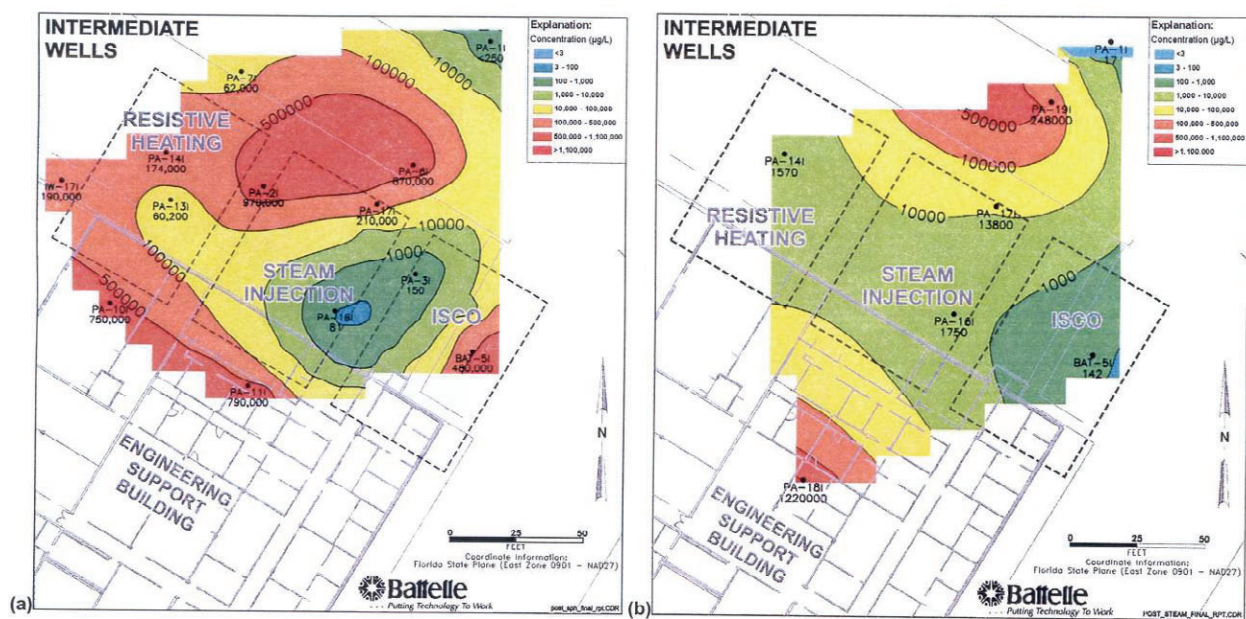 INTERMEDIATE
WELLS
Explanation:
Concentration (µg/L)
<3
3 - 100
100 - 1,000
1,000 - 10,000
10,000 - 100,000
100,000 - 500,000
500,000 - 1,100,000
>1,100,000
PA-1I
<250
100000
10000
PA-7I
62,000
500000
RESISTIVE
HEATING
PA-14I
174,000
IW-17I
190,000
PA-13I
60,200
PA-2I
970,000
PA-17I
210,000
10000
1000
100000
STEAM
INJECTION
PA-3I
150
PA-16I
81
ISCO
500000
PA-10I
750,000
BAT-5I
480,000
PA-11I
790,000
ENGINEERING
SUPPORT
BUILDING
N
0 25 50
FEET
Coordinate Information:
Florida State Plane (East Zone 0901 - NAD27)
Battelle
... Putting Technology To Work
post_sph_final_rpt.CDR
(a)
INTERMEDIATE
WELLS
Explanation:
Concentration (µg/L)
<3
3 - 100
100 - 1,000
1,000 - 10,000
10,000 - 100,000
100,000 - 500,000
500,000 - 1,100,000
>1,100,000
PA-1I
17
PA-19I
248000
500000
100000
PA-14I
1570
10000
PA-17I
13800
RESISTIVE
HEATING
STEAM
INJECTION
1000
ISCO
PA-16I
1750
BAT-5I
142
PA-18I
1220000
ENGINEERING
SUPPORT
BUILDING
N
0 25 50
FEET
Coordinate Information:
Florida State Plane (East Zone 0901 - NAD27)
Battelle
... Putting Technology To Work
POST_STEAM_FINAL_RPT.CDR
(b)